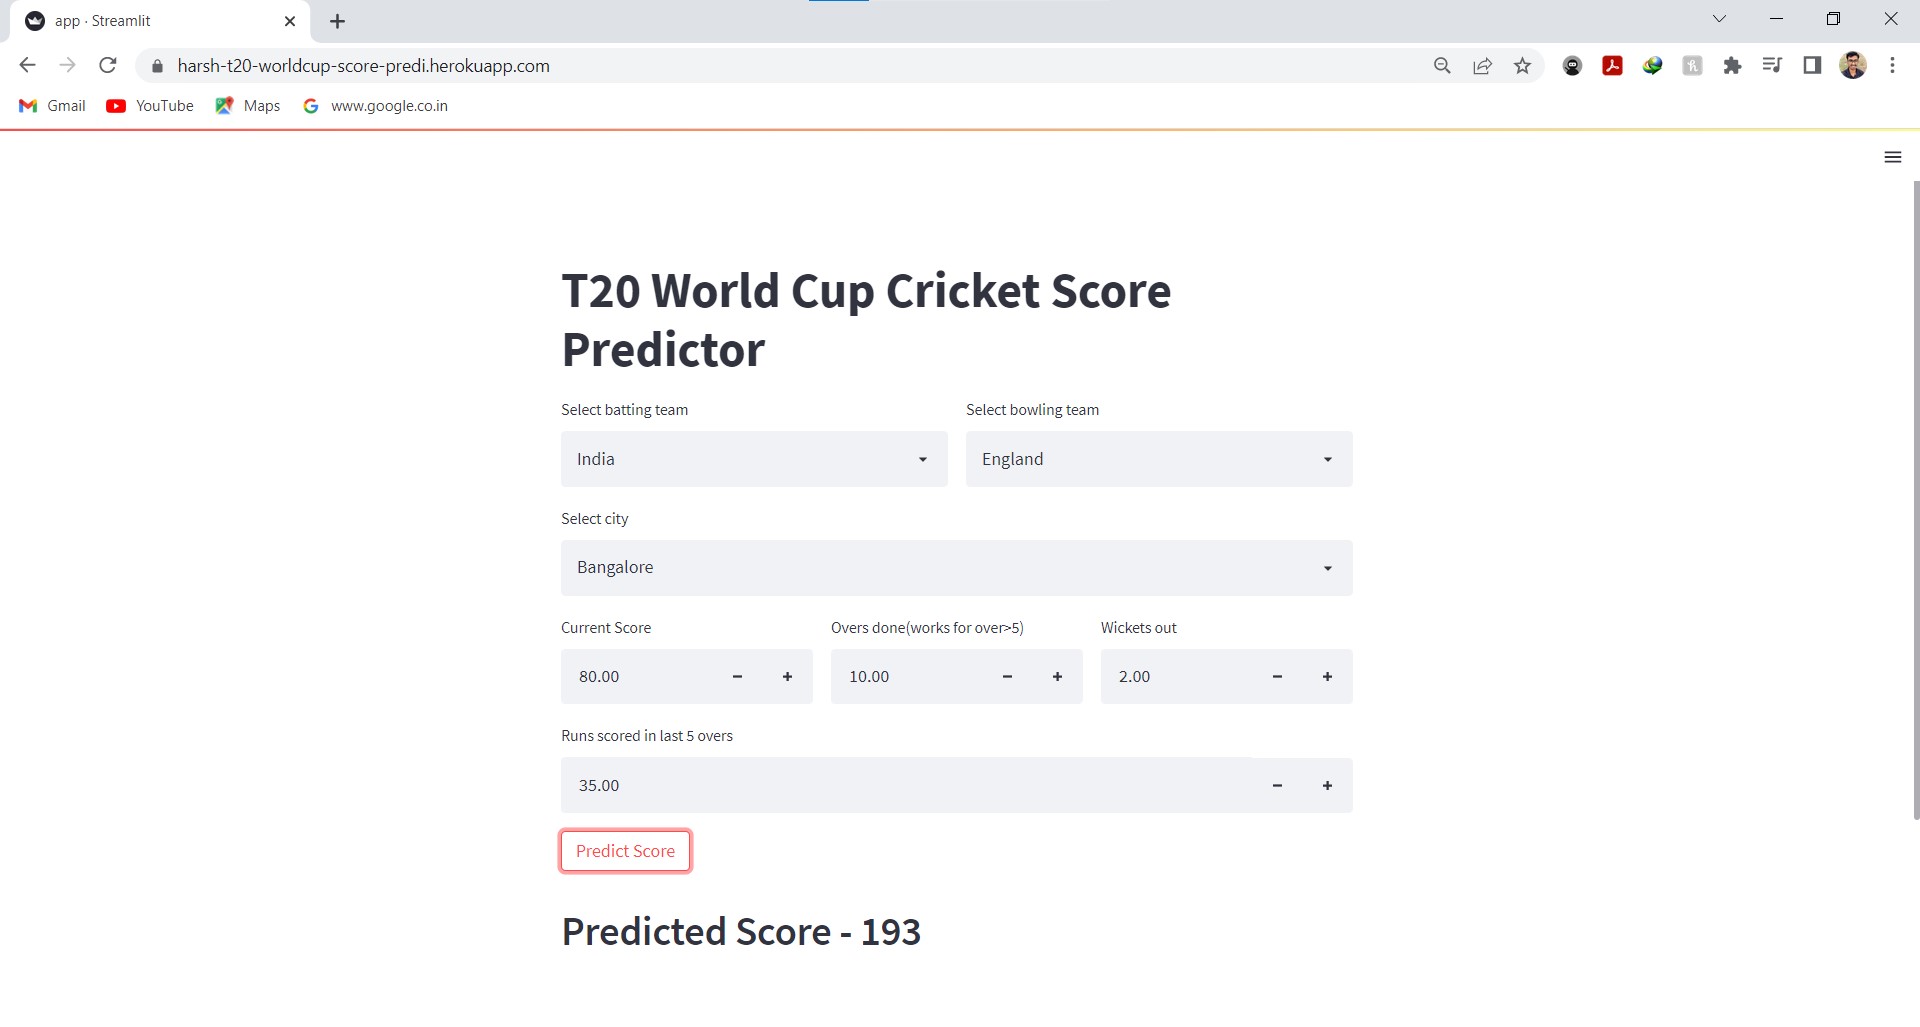 app · Streamlit
harsh-t20-worldcup-score-predi.herokuapp.com
Gmail YouTube Maps www.google.co.in
T20 World Cup Cricket Score
Predictor
Select batting team Select bowling team
India England
Select city
Bangalore
Current Score Overs done(works for over>5) Wickets out
80.00 − + 10.00 − + 2.00 − +
Runs scored in last 5 overs
35.00 − +
Predict Score
Predicted Score - 193